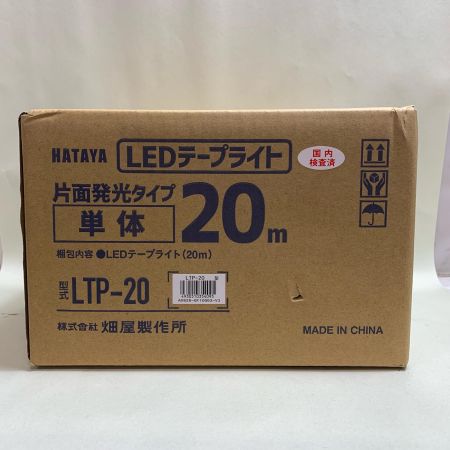 HATAYA LEDテープライト
国内
検査済
片面発光タイプ
単体
20m
梱包内容 ●LEDテープライト(20m)
型式 LTP-20
LTP-20
株式会社 畑屋製作所
MADE IN CHINA